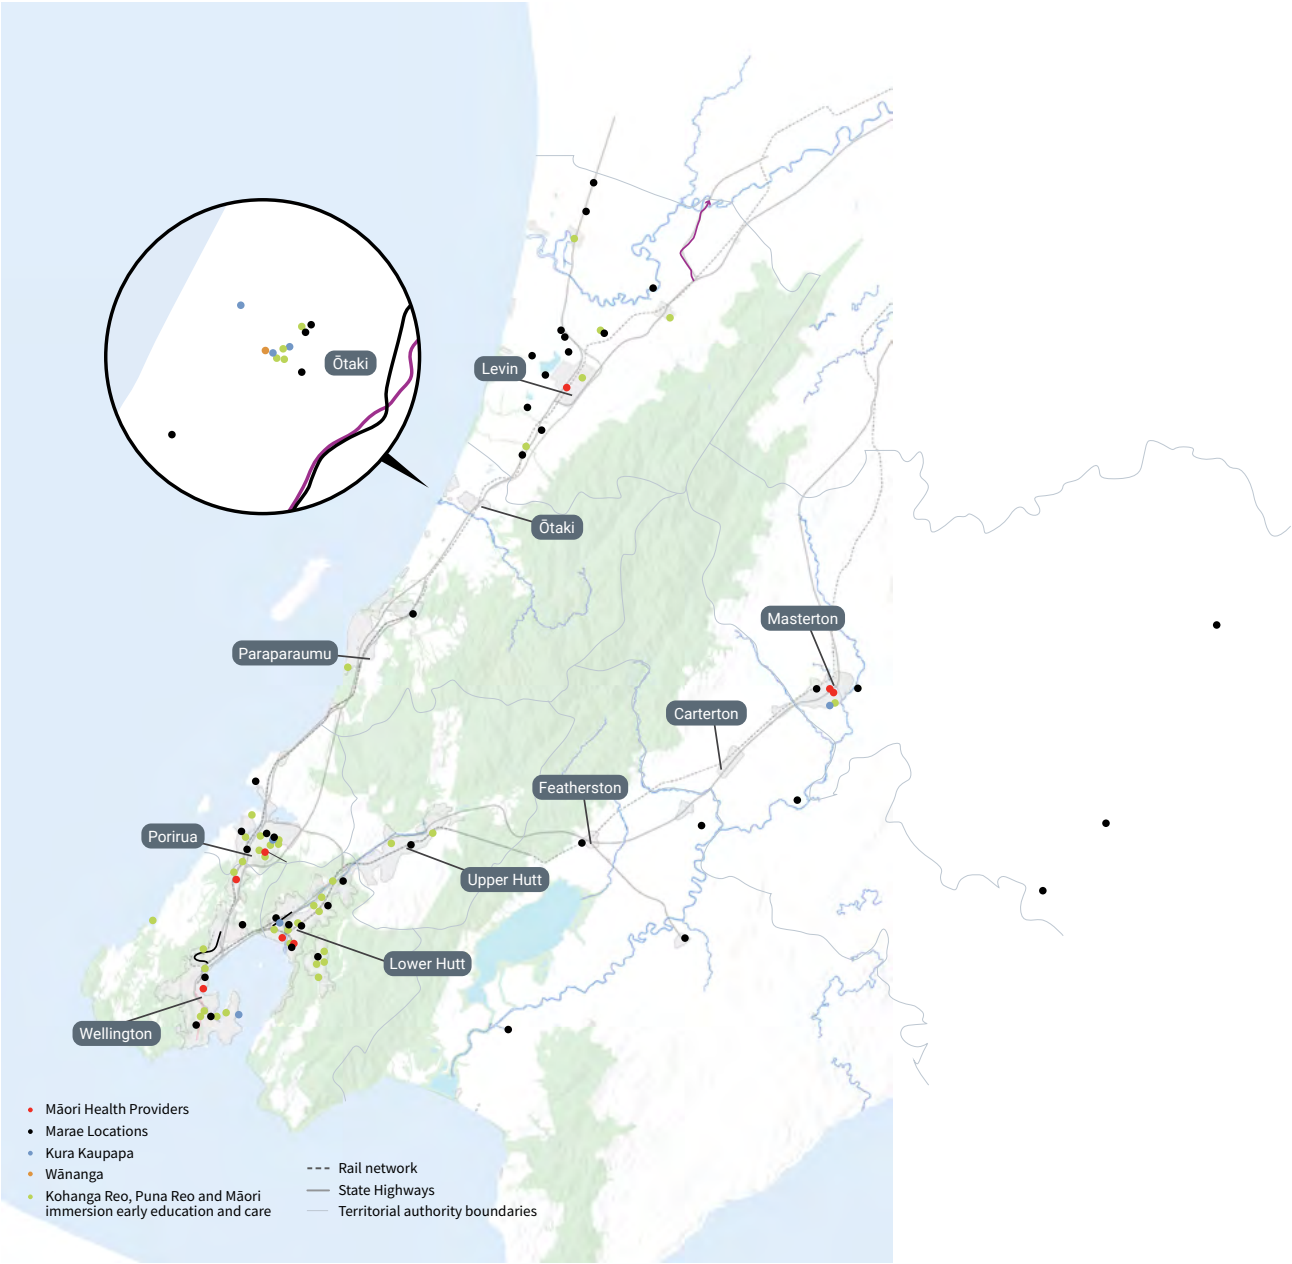 Ōtaki
Levin
Ōtaki
Masterton
Paraparaumu
Carterton
Featherston
Porirua
Upper Hutt
Lower Hutt
Wellington
Māori Health Providers
Marae Locations
Kura Kaupapa
Wānanga
Kohanga Reo, Puna Reo and Māori
immersion early education and care
Rail network
State Highways
Territorial authority boundaries